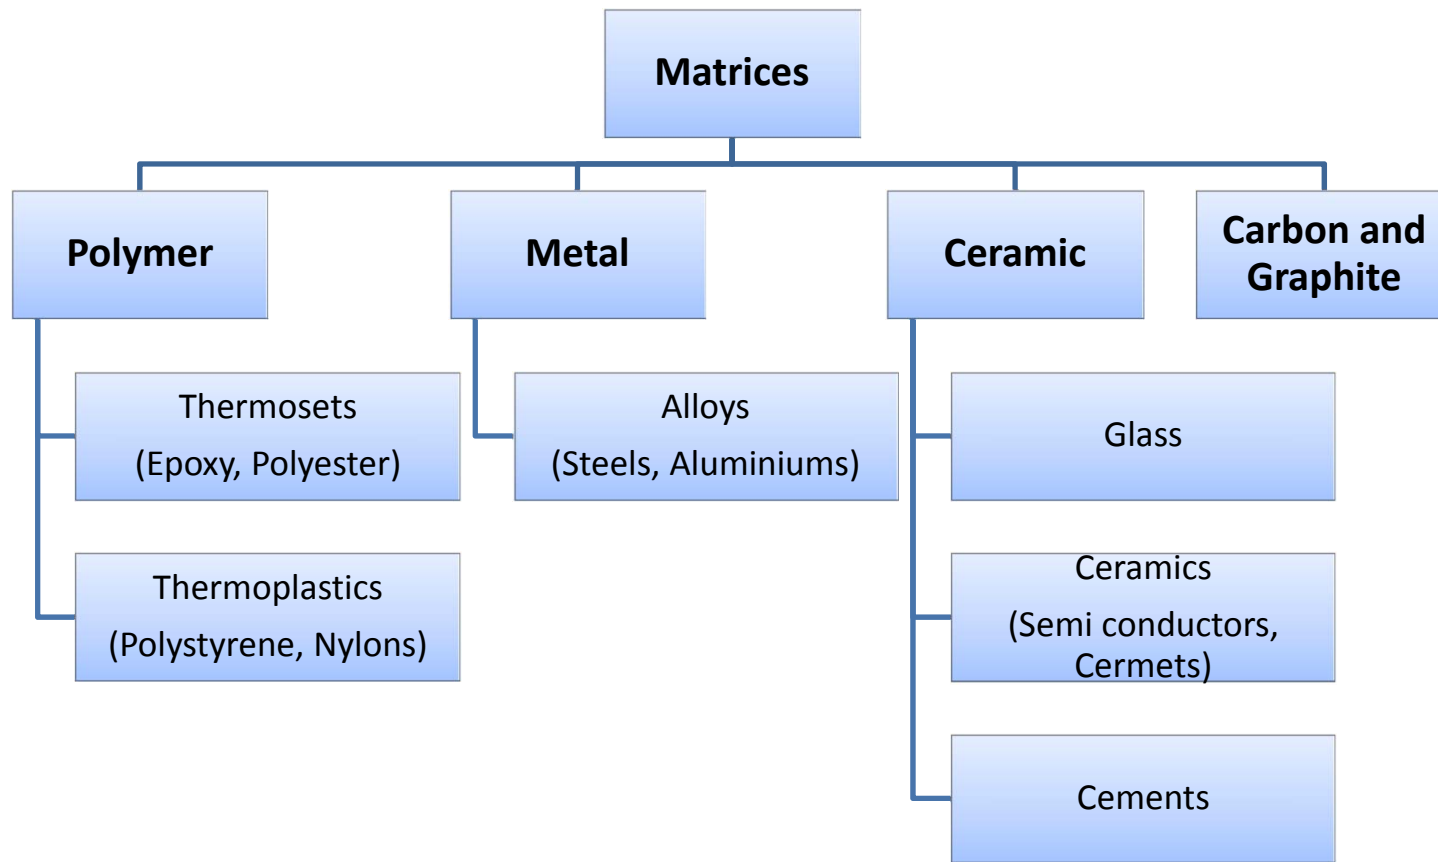 Matrices
Polymer
Metal
Ceramic
Carbon and
Graphite
Thermosets
(Epoxy, Polyester)
Alloys
(Steels, Aluminiums)
Glass
Thermoplastics
(Polystyrene, Nylons)
Ceramics
(Semi conductors,
Cermets)
Cements